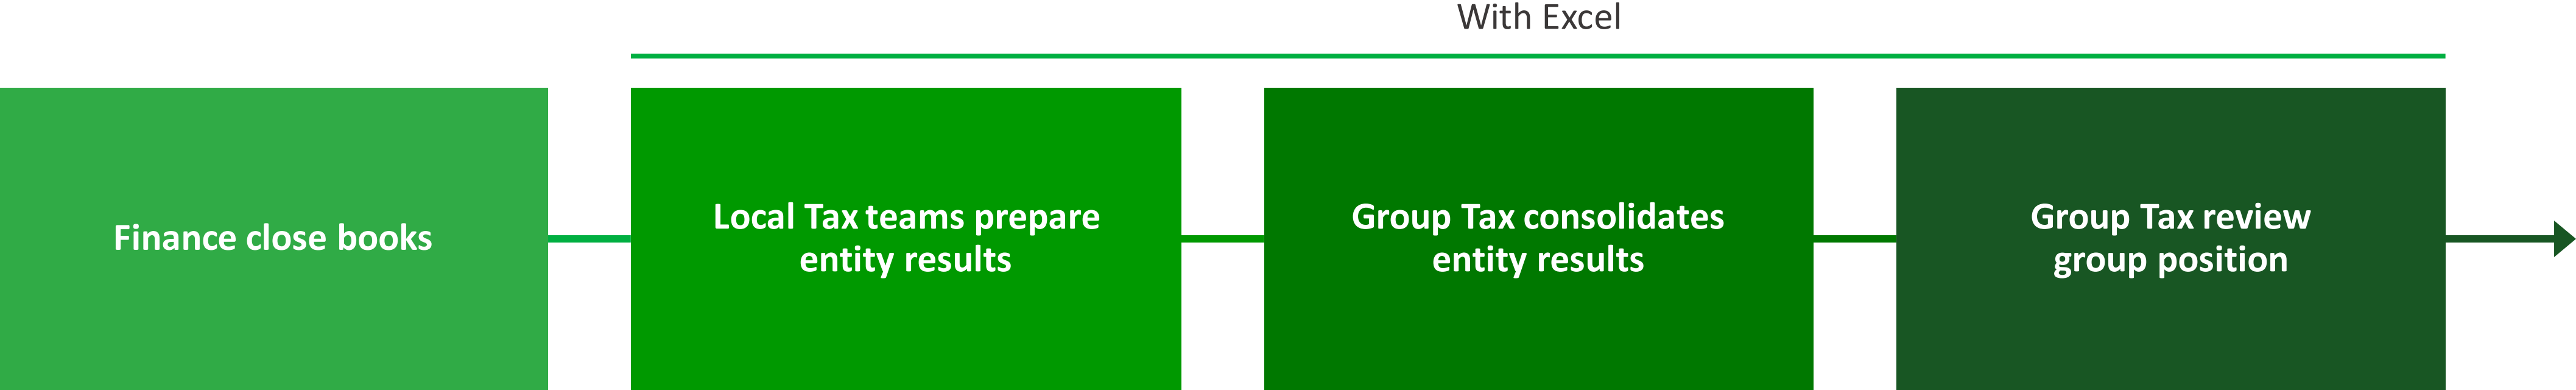 With Excel
Finance close books
Local Tax teams prepare
entity results
Group Tax consolidates
entity results
Group Tax review
group position